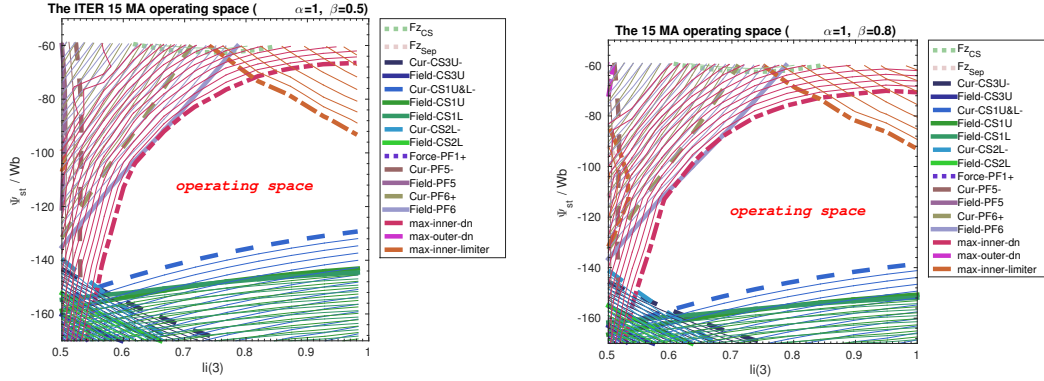 The ITER 15 MA operating space ( α=1, β=0.5)
Ψst / Wb
-60
-80
-100
-120
-140
-160
operating space
0.5 0.6 0.7 0.8 0.9 1
li(3)
FzCS
FzSep
Cur-CS3U-
Field-CS3U
Cur-CS1U&L-
Field-CS1U
Field-CS1L
Cur-CS2L-
Field-CS2L
Force-PF1+
Cur-PF5-
Field-PF5
Cur-PF6+
Field-PF6
max-inner-dn
max-outer-dn
max-inner-limiter
The 15 MA operating space ( α=1, β=0.8)
Ψst / Wb
-60
-80
-100
-120
-140
-160
operating space
0.5 0.6 0.7 0.8 0.9 1
li(3)
FzCS
FzSep
Cur-CS3U-
Field-CS3U
Cur-CS1U&L-
Field-CS1U
Field-CS1L
Cur-CS2L-
Field-CS2L
Force-PF1+
Cur-PF5-
Field-PF5
Cur-PF6+
Field-PF6
max-inner-dn
max-outer-dn
max-inner-limiter